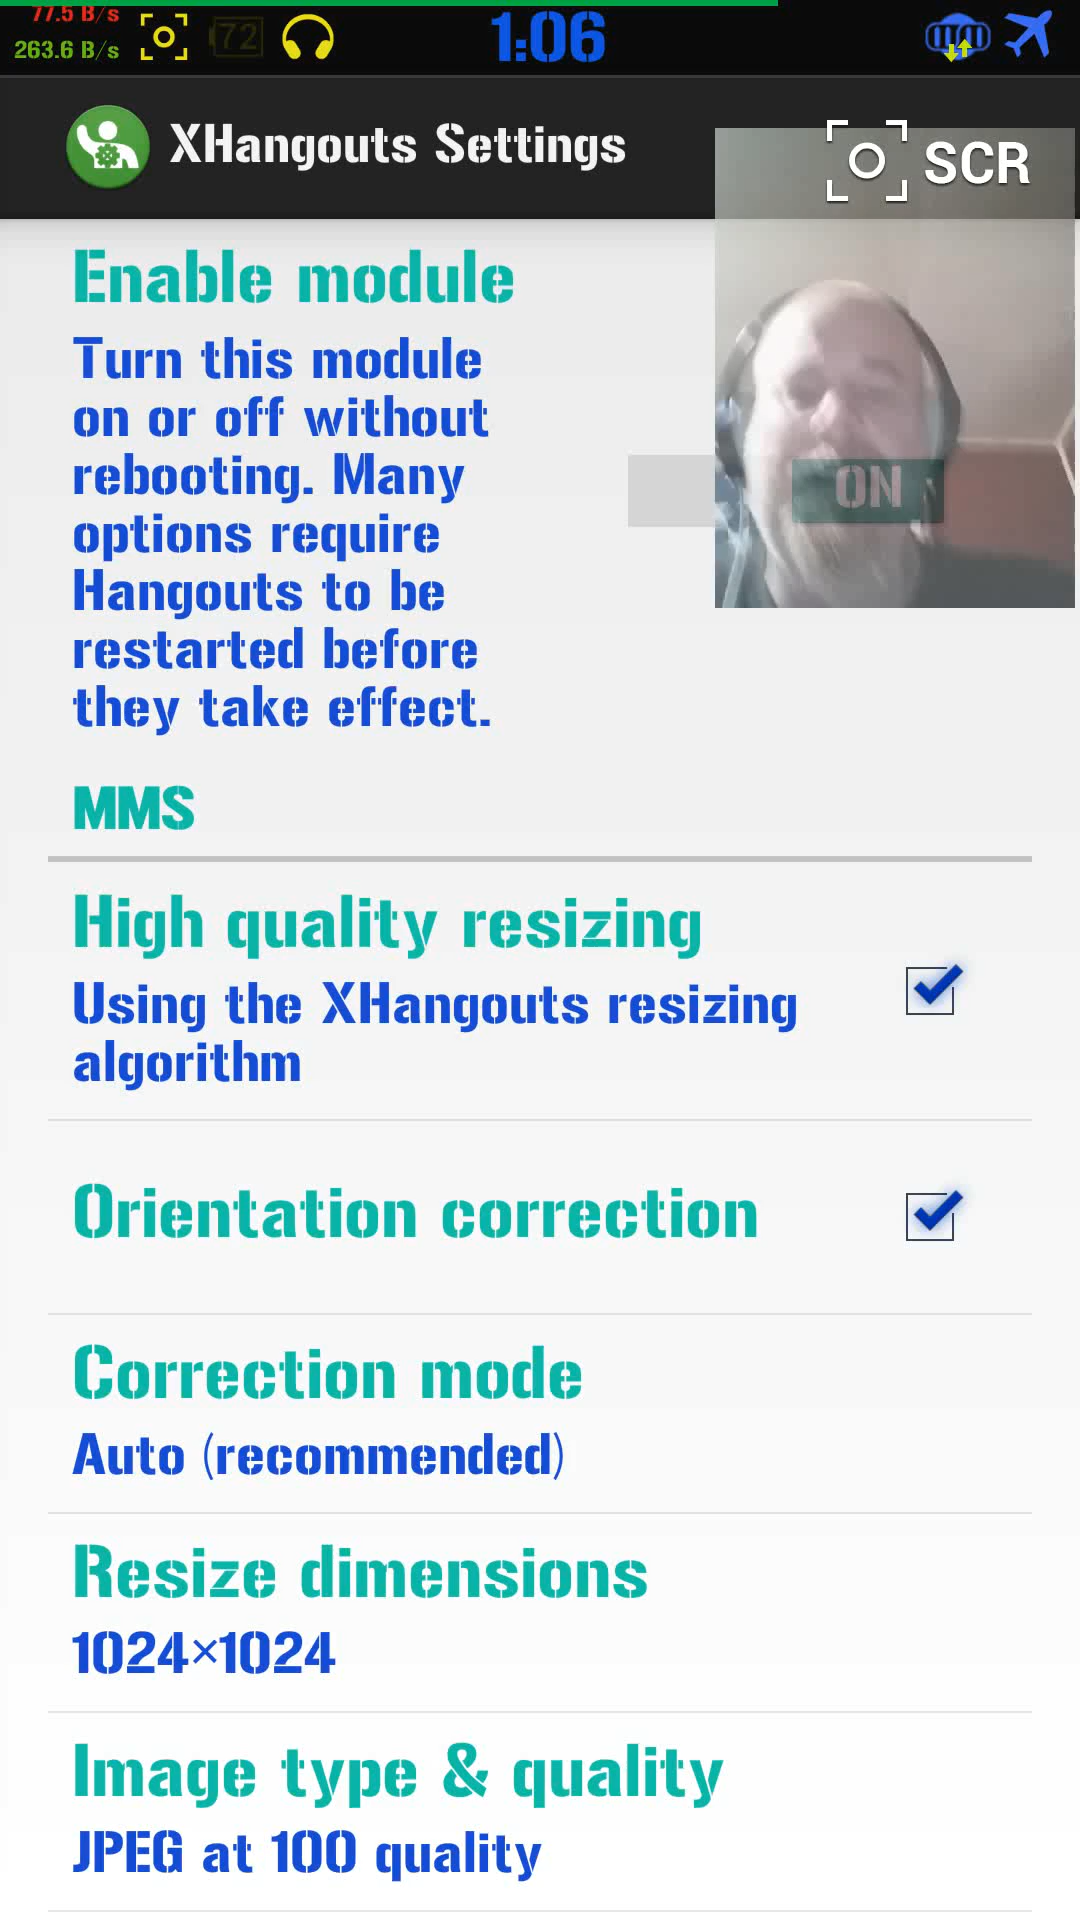 77.5 B/s
263.6 B/s
72
1:06
XHangouts Settings
SCR
Enable module
Turn this module
on or off without
rebooting. Many
options require
Hangouts to be
restarted before
they take effect.
ON
MMS
High quality resizing
Using the XHangouts resizing
algorithm
Orientation correction
Correction mode
Auto (recommended)
Resize dimensions
1024×1024
Image type & quality
JPEG at 100 quality